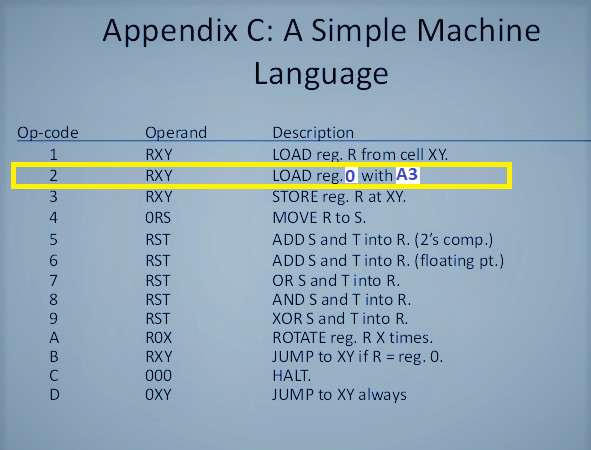 Appendix C: A Simple Machine
Language
Op-code Operand Description
1 RXY LOAD reg. R from cell XY.
2 RXY LOAD reg. 0 with A3
3 RXY STORE reg. R at XY.
4 0RS MOVE R to S.
5 RST ADD S and T into R. (2's comp.)
6 RST ADD S and T into R. (floating pt.)
7 RST OR S and T into R.
8 RST AND S and T into R.
9 RST XOR S and T into R.
A R0X ROTATE reg. R X times.
B RXY JUMP to XY if R = reg. 0.
C 000 HALT.
D 0XY JUMP to XY always